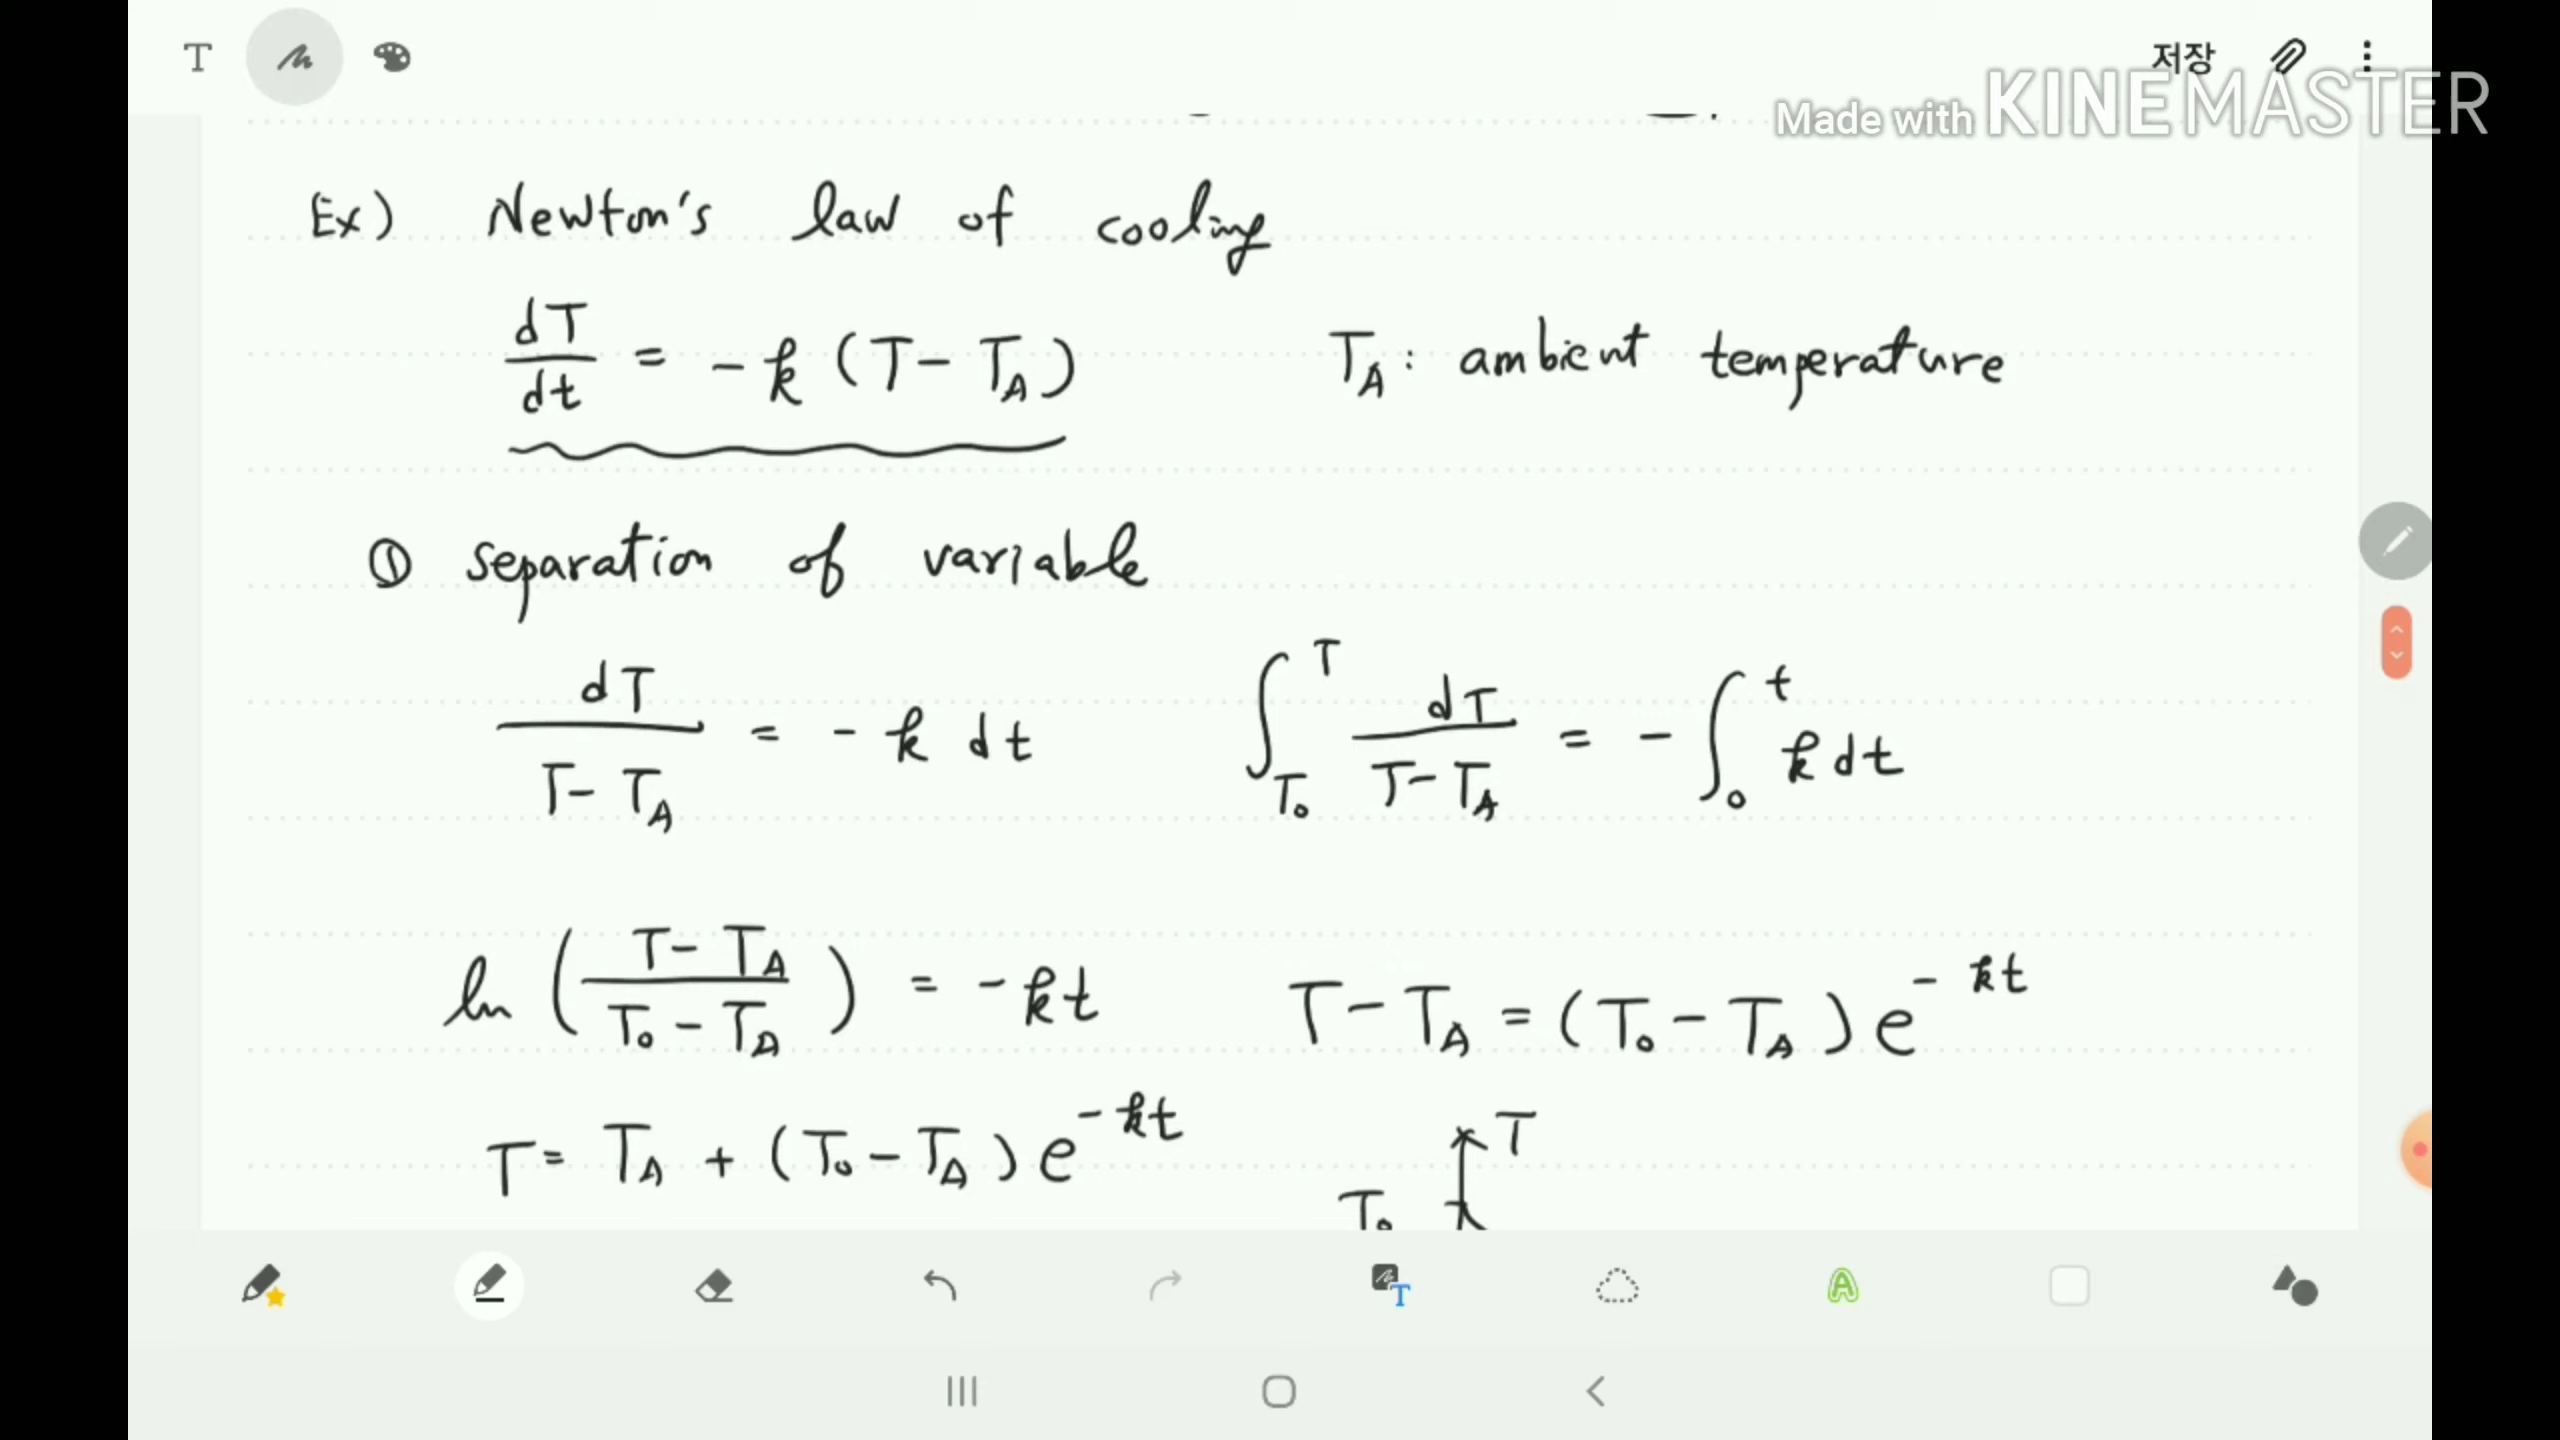 T 저장
Made with KINEMASTER
Ex) Newton's law of cooling
dT/dt = -k (T - T_A) T_A : ambient temperature
① separation of variable
dT/(T - T_A) = - k dt ∫_{T_0}^{T} dT/(T - T_A) = - ∫_0^t k dt
ln ( (T - T_A)/(T_0 - T_A) ) = - kt T - T_A = (T_0 - T_A) e^{- kt}
T = T_A + (T_0 - T_A) e^{-kt} T
T_0
T A